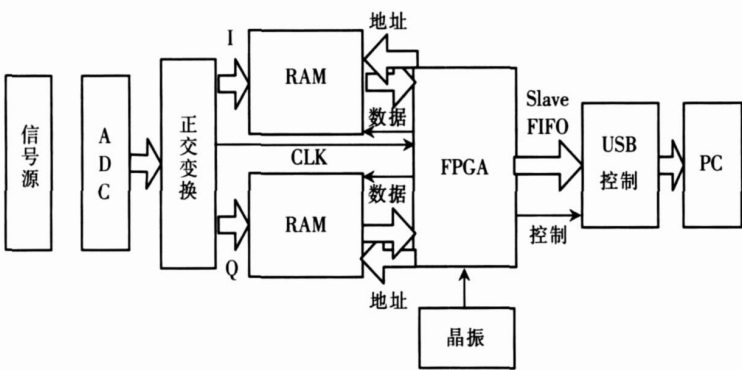 信号源
ADC
正交变换
I
RAM
地址
数据
CLK
数据
RAM
Q
地址
FPGA
Slave
FIFO
控制
USB
控制
PC
晶振